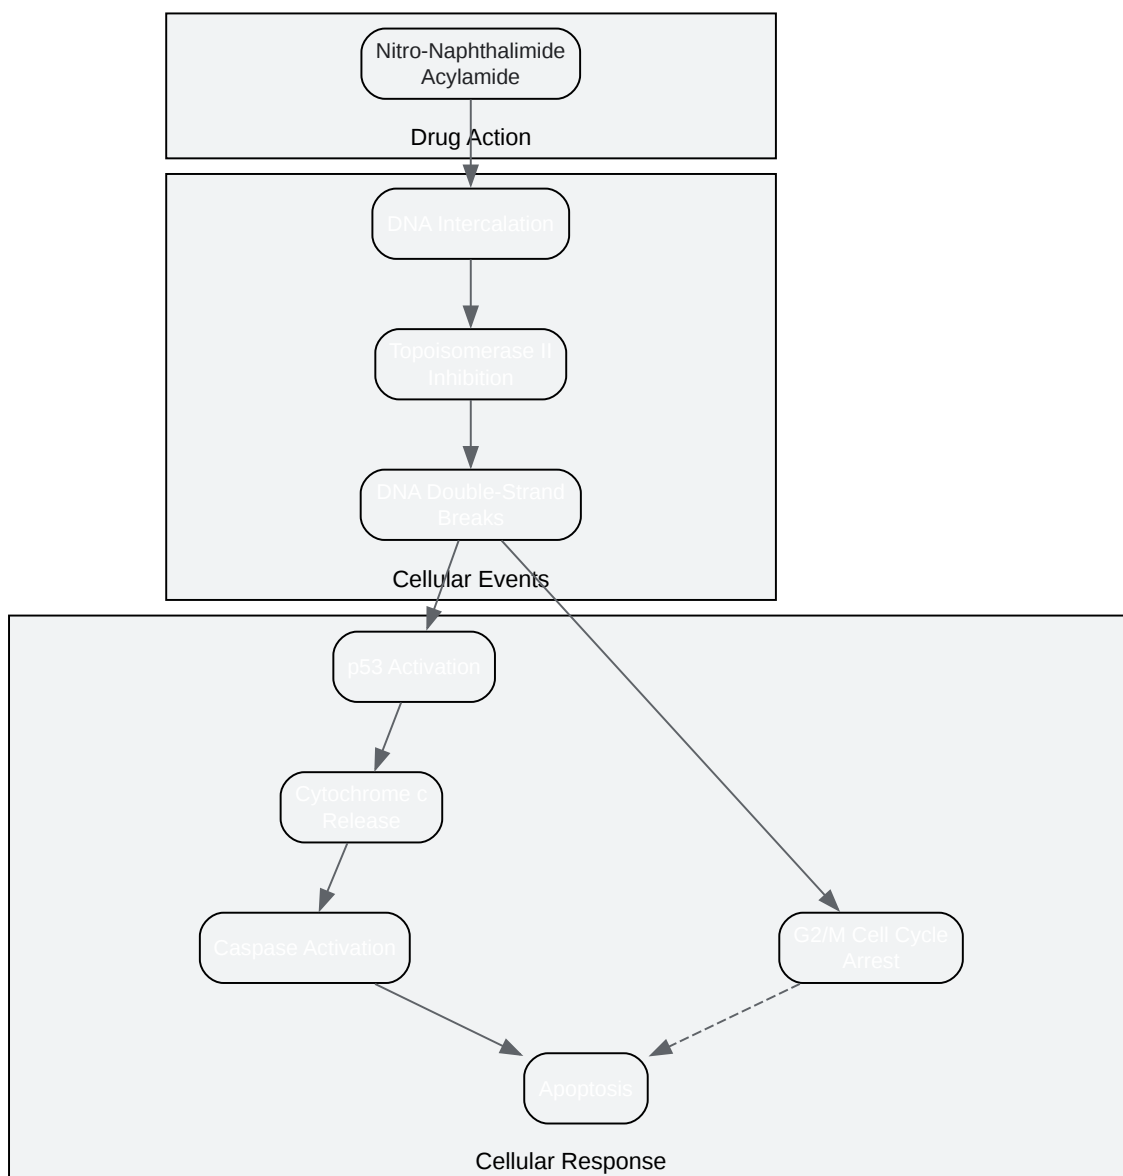 Nitro-Naphthalimide
Acylamide
Drug Action
DNA Intercalation
Topoisomerase II
Inhibition
DNA Double-Strand
Breaks
Cellular Events
p53 Activation
Cytochrome c
Release
Caspase Activation
G2/M Cell Cycle
Arrest
Apoptosis
Cellular Response